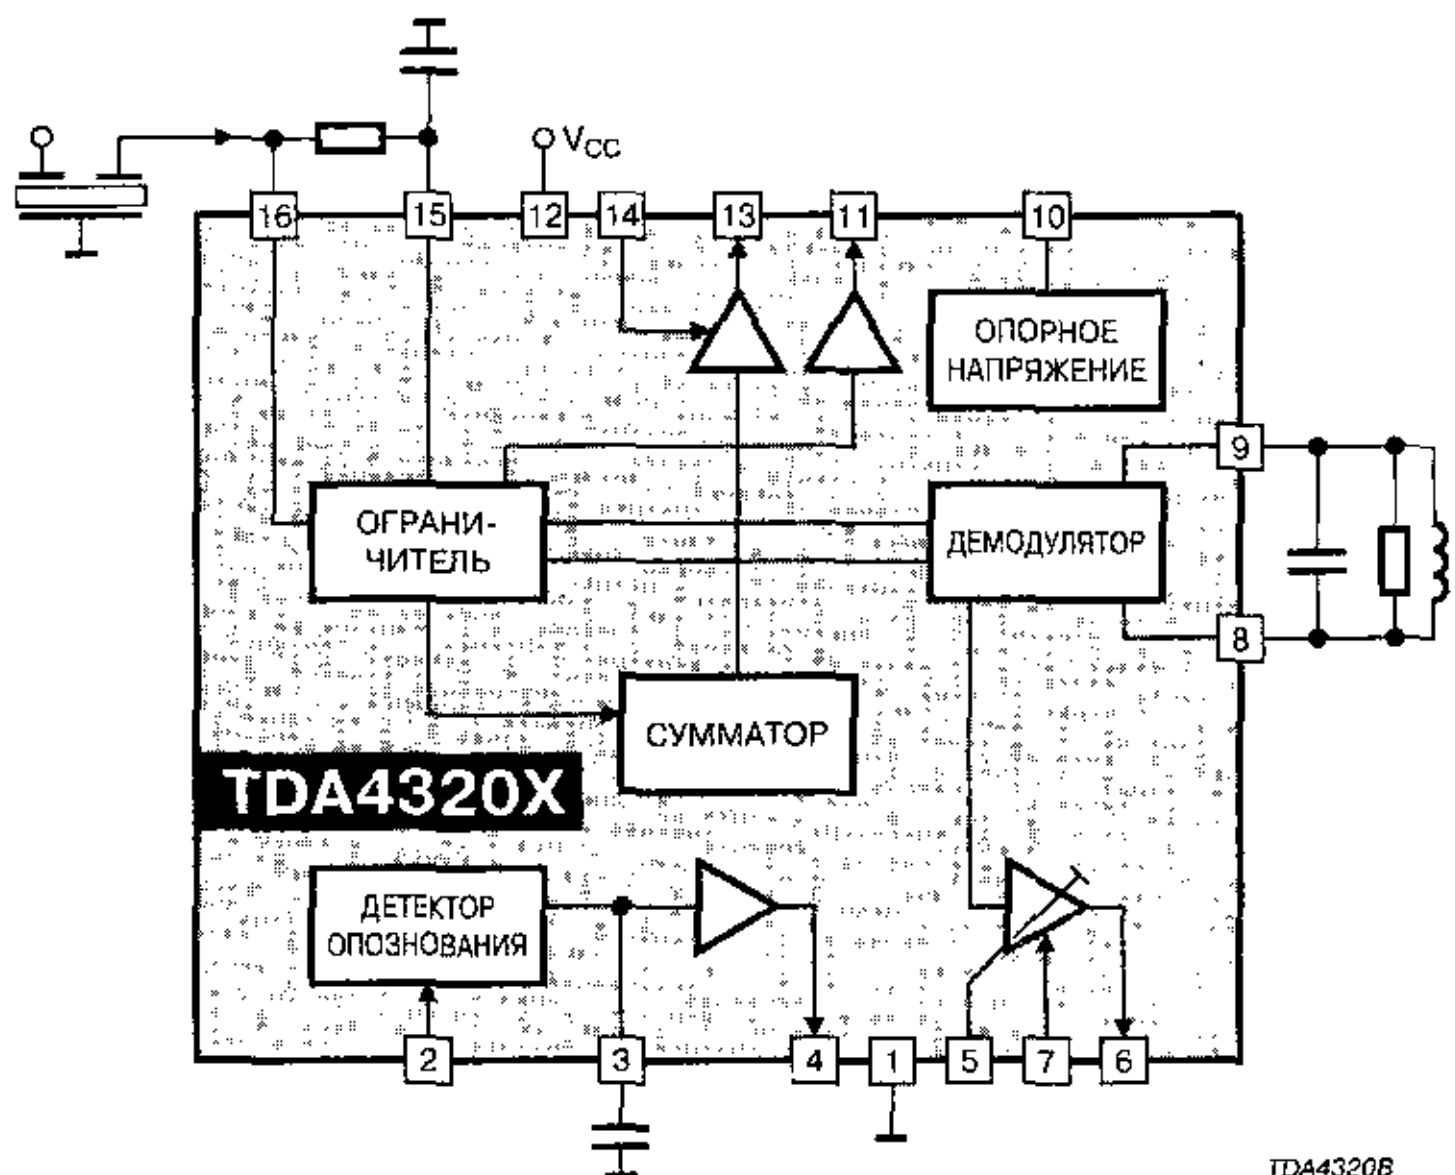 V_CC
16
15
12
14
13
11
10
ОПОРНОЕ
НАПРЯЖЕНИЕ
9
ОГРАНИ-
ЧИТЕЛЬ
ДЕМОДУЛЯТОР
8
СУММАТОР
TDA4320X
ДЕТЕКТОР
ОПОЗНОВАНИЯ
2
3
4
1
5
7
6
TDA4320B